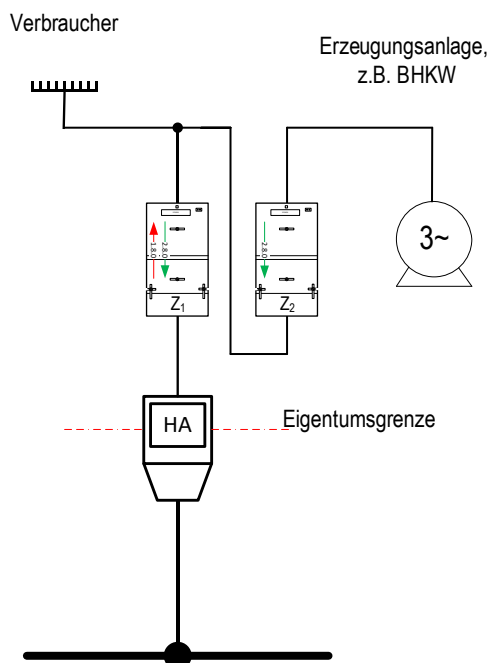 Verbraucher
Erzeugungsanlage,
z.B. BHKW
1.8.0
2.8.0
2.8.0
3~
Z1
Z2
HA
Eigentumsgrenze